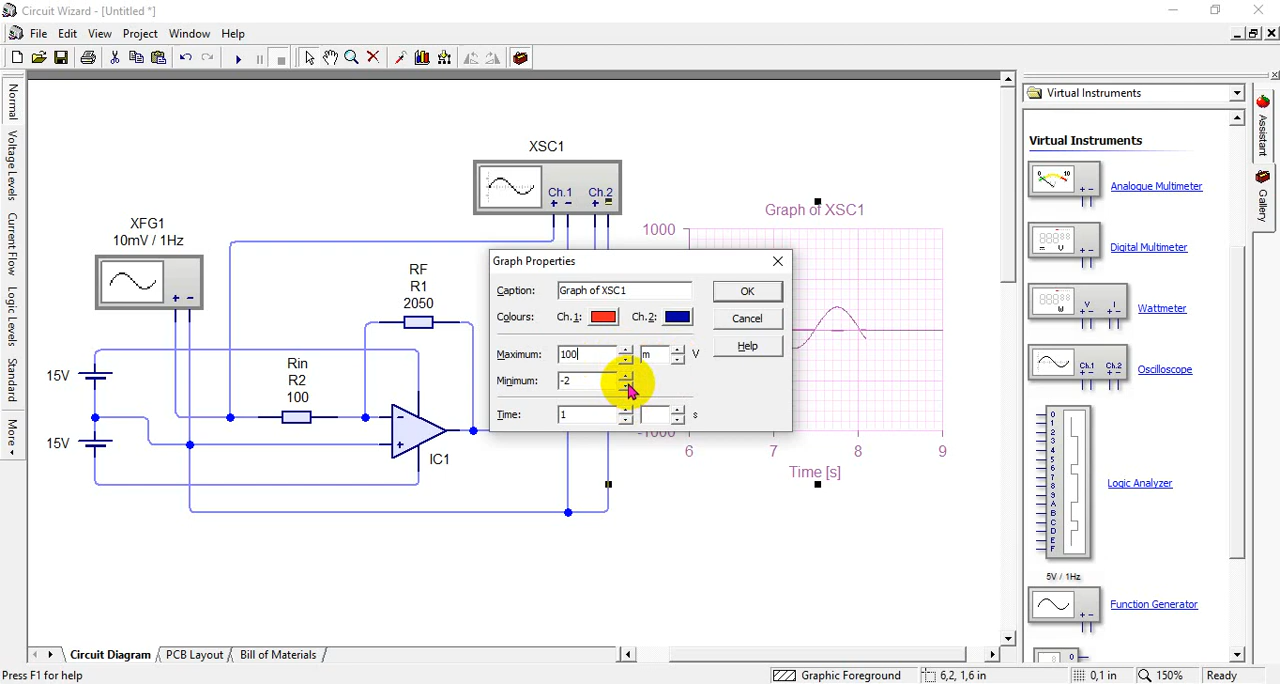 Circuit Wizard - [Untitled *]
File Edit View Project Window Help
Normal
Voltage Levels
Current Flow
Logic Levels
Standard
More
XSC1
Ch.1 Ch.2
+ - + -
XFG1
10mV / 1Hz
+ -
RF
R1
2050
Rin
R2
100
15V
15V
-
+
IC1
Graph of XSC1
1000
-1000
6 7 8 9
Time [s]
Graph Properties
Caption: Graph of XSC1
OK
Colours: Ch.1: Ch.2:
Cancel
Help
Maximum: 100 m V
Minimum: -2
Time: 1 s
Virtual Instruments
Virtual Instruments
Analogue Multimeter
Digital Multimeter
Wattmeter
Oscilloscope
Logic Analyzer
5V / 1Hz
Function Generator
Assistant
Gallery
Circuit Diagram PCB Layout Bill of Materials
Press F1 for help
Graphic Foreground 6,2, 1,6 in 0,1 in 150% Ready